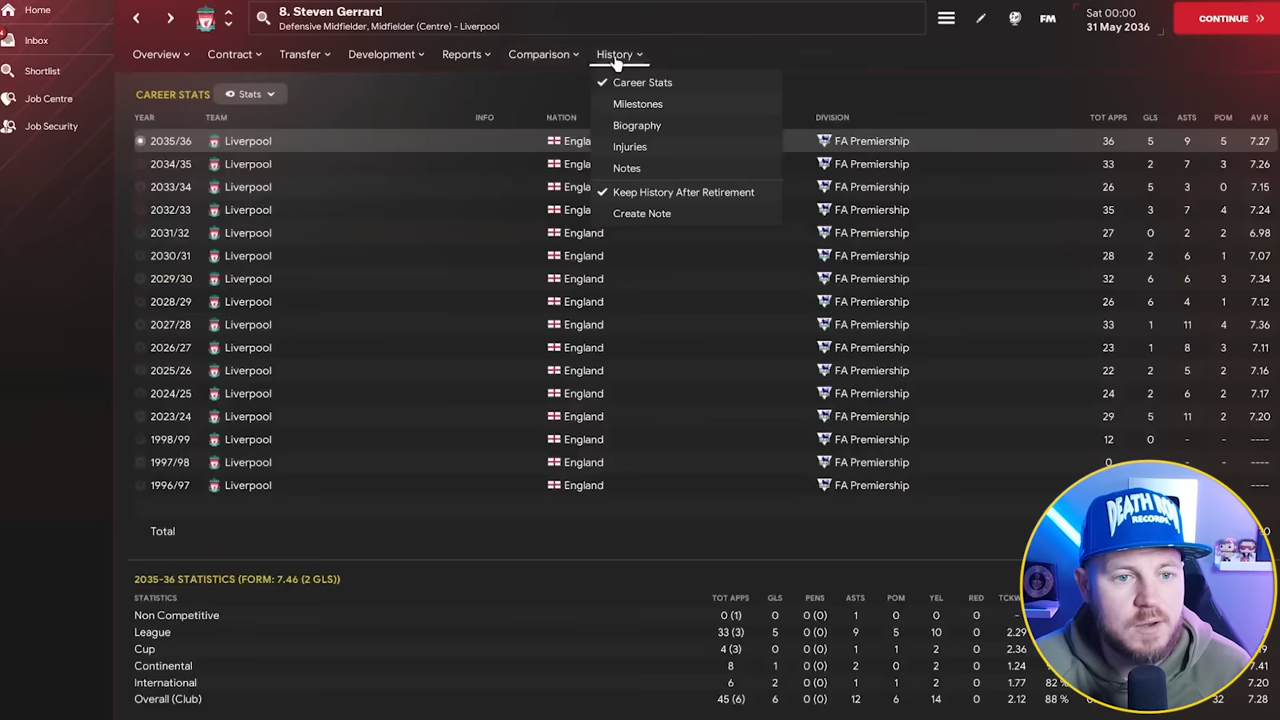 Home
Inbox
Shortlist
Job Centre
Job Security
8. Steven Gerrard
Defensive Midfielder, Midfielder (Centre) - Liverpool
FM
Sat 00:00
31 May 2036
CONTINUE
Overview Contract Transfer Development Reports Comparison History
Career Stats
Milestones
Biography
Injuries
Notes
Keep History After Retirement
Create Note
CAREER STATS Stats
YEAR TEAM INFO NATION DIVISION TOT APPS GLS ASTS POM AV R
2035/36 Liverpool Engla FA Premiership 36 5 9 5 7.27
2034/35 Liverpool Engla FA Premiership 33 2 7 3 7.26
2033/34 Liverpool Engla FA Premiership 26 5 3 0 7.15
2032/33 Liverpool Engla FA Premiership 35 3 7 4 7.24
2031/32 Liverpool England FA Premiership 27 0 2 2 6.98
2030/31 Liverpool England FA Premiership 28 2 6 1 7.07
2029/30 Liverpool England FA Premiership 32 6 6 3 7.34
2028/29 Liverpool England FA Premiership 26 6 4 1 7.12
2027/28 Liverpool England FA Premiership 33 1 11 4 7.36
2026/27 Liverpool England FA Premiership 23 1 8 3 7.11
2025/26 Liverpool England FA Premiership 22 2 5 2 7.16
2024/25 Liverpool England FA Premiership 24 2 6 2 7.17
2023/24 Liverpool England FA Premiership 29 5 11 2 7.20
1998/99 Liverpool England FA Premiership 12 0 - - ----
1997/98 Liverpool England FA Premiership 0 ----
1996/97 Liverpool England FA Premiership ----
Total
2035-36 STATISTICS (FORM: 7.46 (2 GLS))
STATISTICS TOT APPS GLS PENS ASTS POM YEL RED TCKW
Non Competitive 0 (1) 0 0 (0) 1 0 0 0 -
League 33 (3) 5 0 (0) 9 5 10 0 2.29
Cup 4 (3) 0 0 (0) 1 1 2 0 2.36
Continental 8 1 0 (0) 2 0 2 0 1.24 7.41
International 6 2 0 (0) 1 1 2 0 1.77 82 % 7.20
Overall (Club) 45 (6) 6 0 (0) 12 6 14 0 2.12 88 % 32 7.28
DEATH ROW
RECORDS